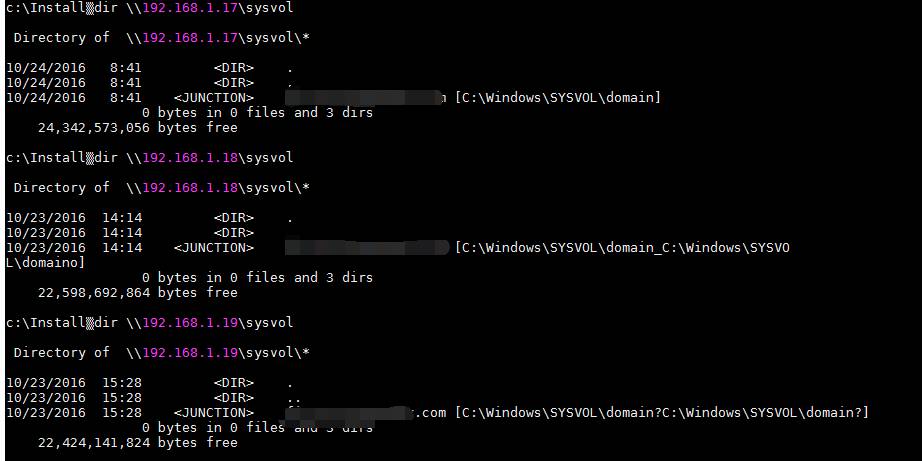 c:\Install▒dir \\192.168.1.17\sysvol
Directory of  \\192.168.1.17\sysvol\*
10/24/2016   8:41         <DIR>    .
10/24/2016   8:41         <DIR>    .
10/24/2016   8:41    <JUNCTION>    [C:\Windows\SYSVOL\domain]
0 bytes in 0 files and 3 dirs
24,342,573,056 bytes free
c:\Install▒dir \\192.168.1.18\sysvol
Directory of  \\192.168.1.18\sysvol\*
10/23/2016  14:14         <DIR>    .
10/23/2016  14:14         <DIR>
10/23/2016  14:14    <JUNCTION>    [C:\Windows\SYSVOL\domain_C:\Windows\SYSVO
L\domaino]
0 bytes in 0 files and 3 dirs
22,598,692,864 bytes free
c:\Install▒dir \\192.168.1.19\sysvol
Directory of  \\192.168.1.19\sysvol\*
10/23/2016  15:28         <DIR>    .
10/23/2016  15:28         <DIR>    ..
10/23/2016  15:28    <JUNCTION>    .com [C:\Windows\SYSVOL\domain?C:\Windows\SYSVOL\domain?]
0 bytes in 0 files and 3 dirs
22,424,141,824 bytes free